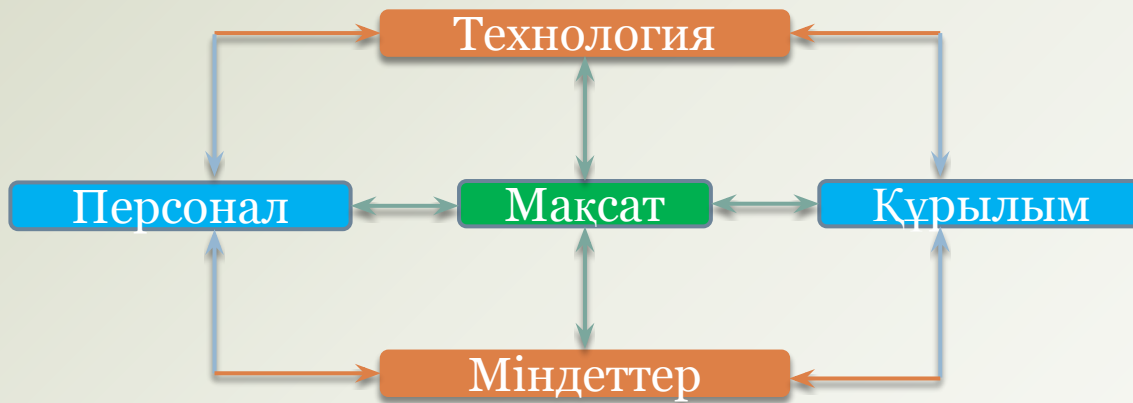 Технология
Персонал
Мақсат
Құрылым
Міндеттер